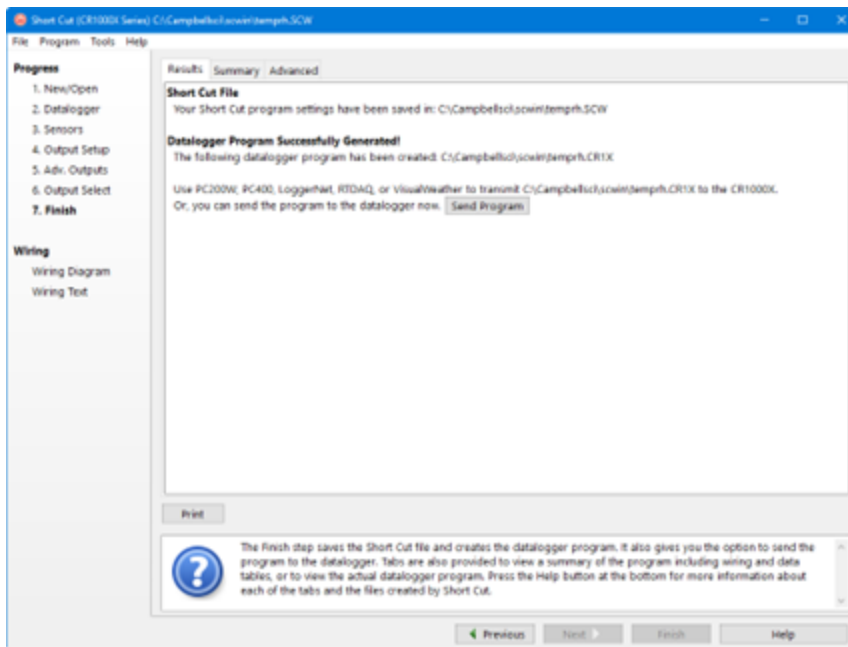 Short Cut (CR1000X Series) C:\Campbellsci\scwin\temprh.SCW
File Program Tools Help
Progress
1. New/Open
2. Datalogger
3. Sensors
4. Output Setup
5. Adv. Outputs
6. Output Select
7. Finish
Wiring
Wiring Diagram
Wiring Text
Results Summary Advanced
Short Cut File
Your Short Cut program settings have been saved in: C:\Campbellsci\scwin\temprh.SCW
Datalogger Program Successfully Generated!
The following datalogger program has been created: C:\Campbellsci\scwin\temprh.CR1X
Use PC200W, PC400, LoggerNet, RTDAQ, or VisualWeather to transmit C:\Campbellsci\scwin\temprh.CR1X to the CR1000X.
Or, you can send the program to the datalogger now. Send Program
Print
The Finish step saves the Short Cut file and creates the datalogger program. It also gives you the option to send the
program to the datalogger. Tabs are also provided to view a summary of the program including wiring and data
tables, or to view the actual datalogger program. Press the Help button at the bottom for more information about
each of the tabs and the files created by Short Cut.
Previous Next Finish Help